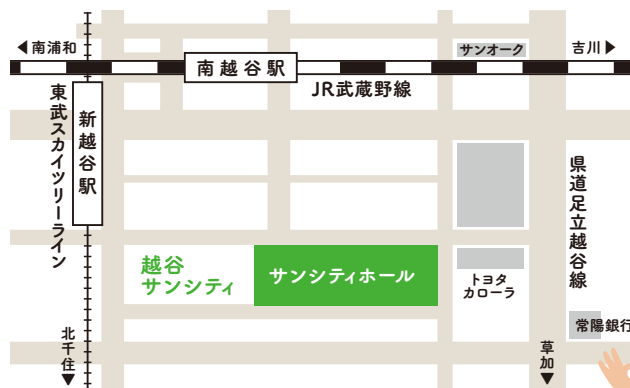 南浦和
サンオーク
吉川
南越谷駅
JR武蔵野線
東武スカイツリーライン
新越谷駅
県道足立越谷線
越谷
サンシティ
サンシティホール
トヨタ
カローラ
常陽銀行
北千住
草加